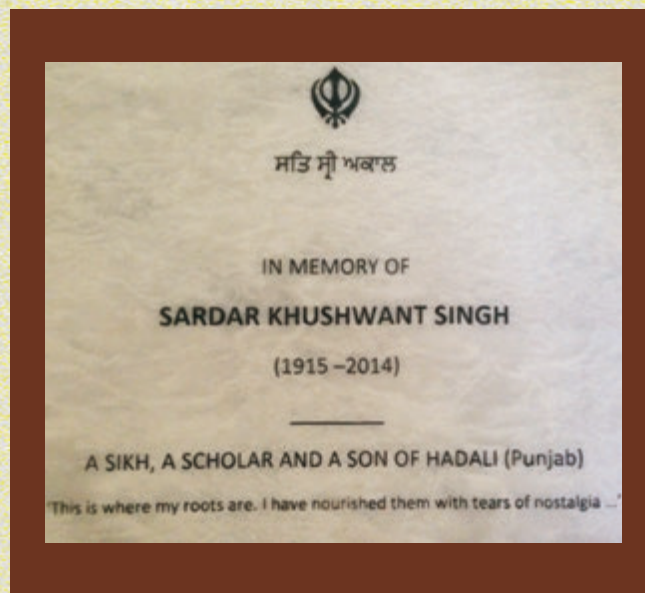 ਸਤਿ ਸ੍ਰੀ ਅਕਾਲ
IN MEMORY OF
SARDAR KHUSHWANT SINGH
(1915 –2014)
A SIKH, A SCHOLAR AND A SON OF HADALI (Punjab)
'This is where my roots are. I have nourished them with tears of nostalgia ...'